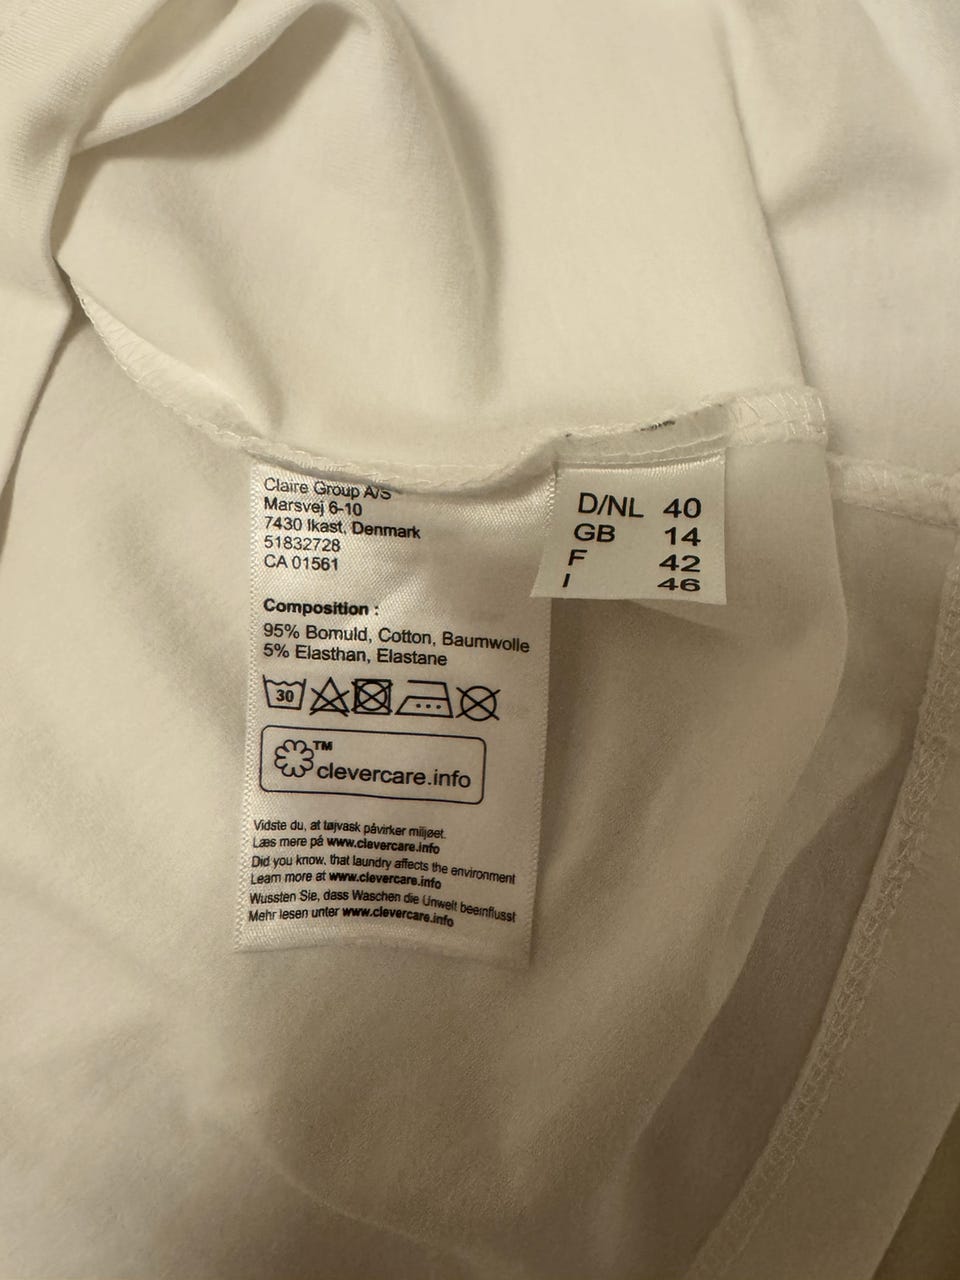 Claire Group A/S
Marsvej 6-10
7430 Ikast, Denmark
51832728
CA 01561
Composition :
95% Bomuld, Cotton, Baumwolle
5% Elasthan, Elastane
30
TM
clevercare.info
Vidste du, at tøjvask påvirker miljøet.
Læs mere på www.clevercare.info
Did you know, that laundry affects the environment
Learn more at www.clevercare.info
Wussten Sie, dass Waschen die Umwelt beeinflusst
Mehr lesen unter www.clevercare.info
D/NL 40
GB 14
F 42
I 46